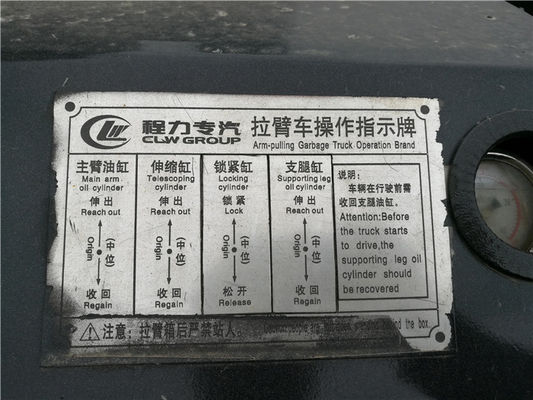 程力专汽
CLW GROUP
拉臂车操作指示牌
Arm-pulling Garbage Truck Operation Brand
主臂油缸
Main arm
oil cylinder
伸出
Reach out
(中位)
Origin
收回
Regain
伸缩缸
Telescoping
cylinder
伸出
Reach out
(中位)
Origin
收回
Regain
锁紧缸
Locking
cylinder
锁紧
Lock
(中位)
Origin
松开
Release
支腿缸
Supporting leg
oil cylinder
伸出
Reach out
(中位)
Origin
收回
Regain
说明:
车辆在行驶前需
收回支腿油缸。
Attention:Before
the truck starts
to drive,the
supporting leg oil
cylinder should
be recovered
注意: 拉臂箱后严禁站人。
people are the box.